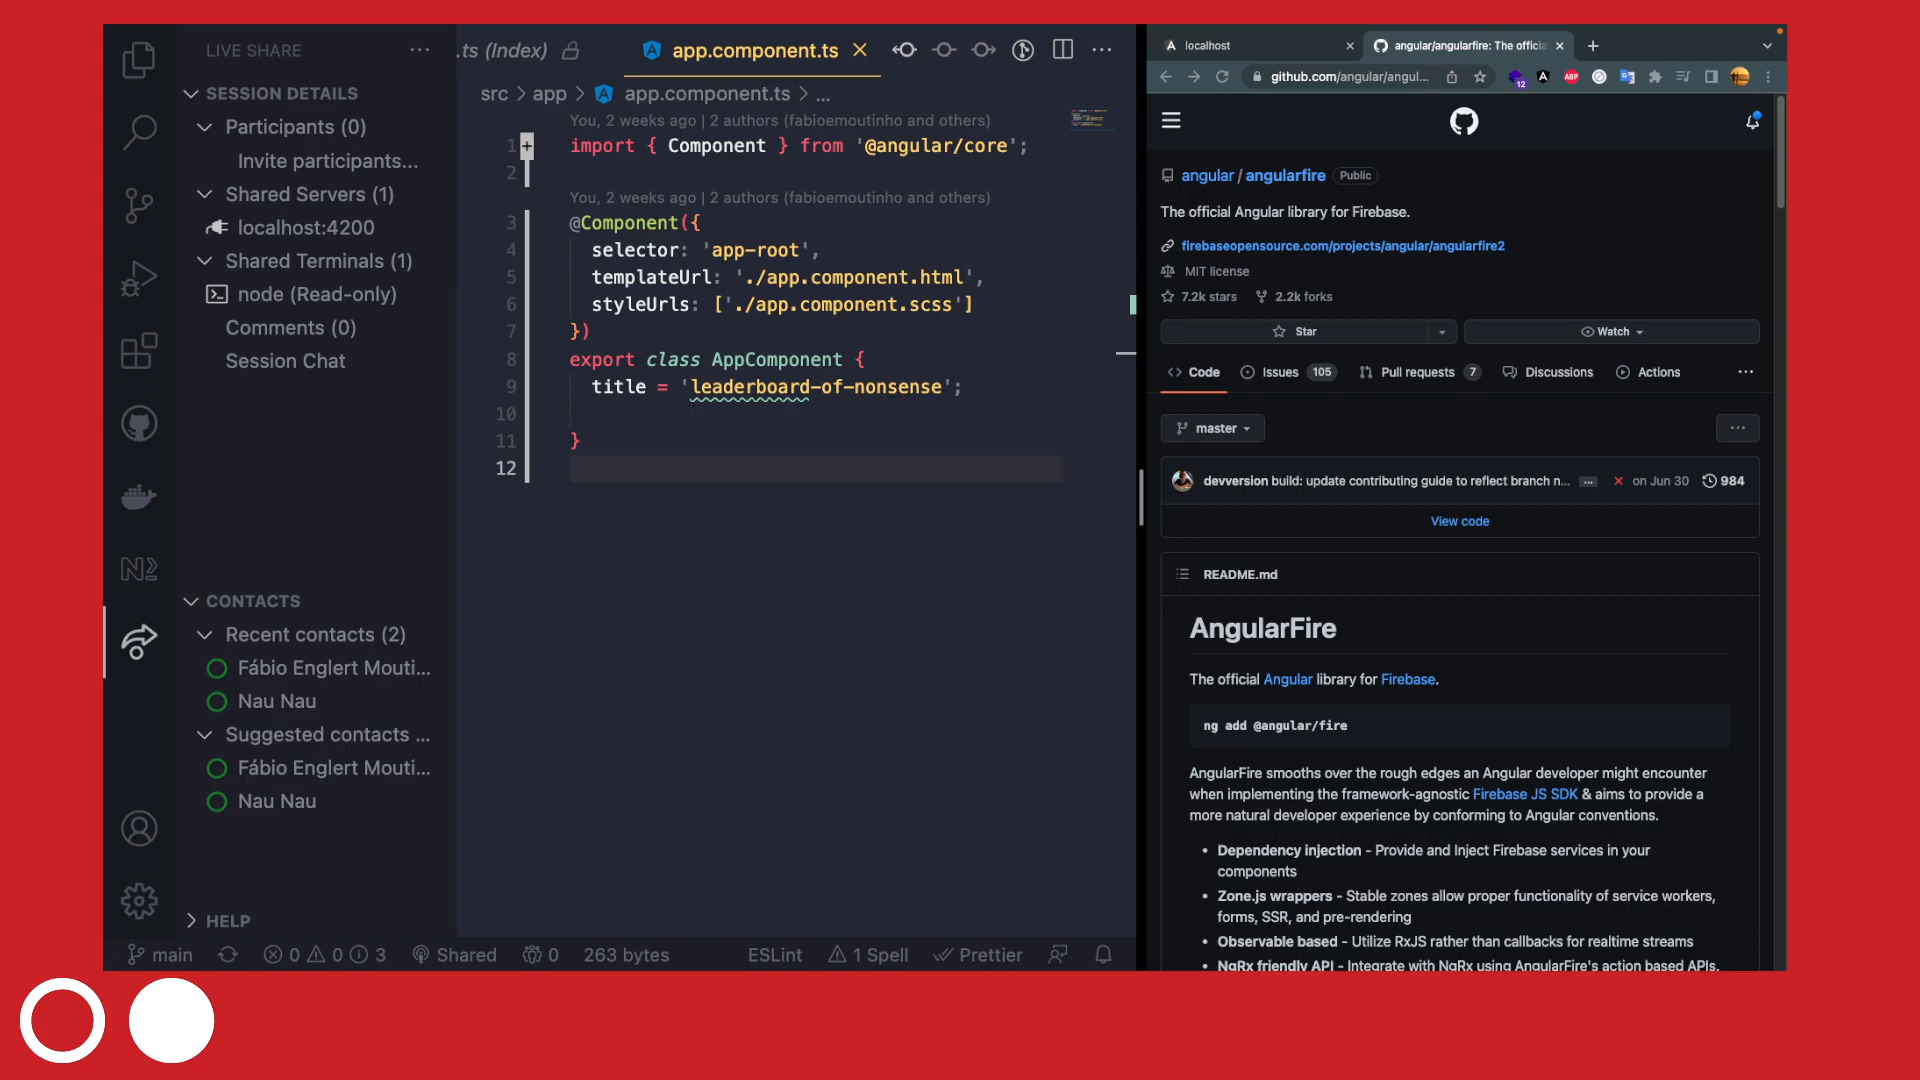 LIVE SHARE
SESSION DETAILS
Participants (0)
Invite participants...
Shared Servers (1)
localhost:4200
Shared Terminals (1)
node (Read-only)
Comments (0)
Session Chat
CONTACTS
Recent contacts (2)
Fábio Englert Mouti...
Nau Nau
Suggested contacts ...
Fábio Englert Mouti...
Nau Nau
HELP
.ts (Index)
app.component.ts
src > app > app.component.ts > ...
You, 2 weeks ago | 2 authors (fabioemoutinho and others)
1 import { Component } from '@angular/core';
2
You, 2 weeks ago | 2 authors (fabioemoutinho and others)
3 @Component({
4 selector: 'app-root',
5 templateUrl: './app.component.html',
6 styleUrls: ['./app.component.scss']
7 })
8 export class AppComponent {
9 title = 'leaderboard-of-nonsense';
10
11 }
12
main 0 0 3 Shared 0 263 bytes ESLint 1 Spell Prettier
localhost
angular/angularfire: The officia
github.com/angular/angul...
12
ABP
angular / angularfire Public
The official Angular library for Firebase.
firebaseopensource.com/projects/angular/angularfire2
MIT license
7.2k stars 2.2k forks
Star Watch
Code Issues 105 Pull requests 7 Discussions Actions ...
master ...
devversion build: update contributing guide to reflect branch n... ... on Jun 30 984
View code
README.md
AngularFire
The official Angular library for Firebase.
ng add @angular/fire
AngularFire smooths over the rough edges an Angular developer might encounter
when implementing the framework-agnostic Firebase JS SDK & aims to provide a
more natural developer experience by conforming to Angular conventions.
• Dependency injection - Provide and Inject Firebase services in your
components
• Zone.js wrappers - Stable zones allow proper functionality of service workers,
forms, SSR, and pre-rendering
• Observable based - Utilize RxJS rather than callbacks for realtime streams
• NgRx friendly API - Integrate with NgRx using AngularFire's action based APIs.